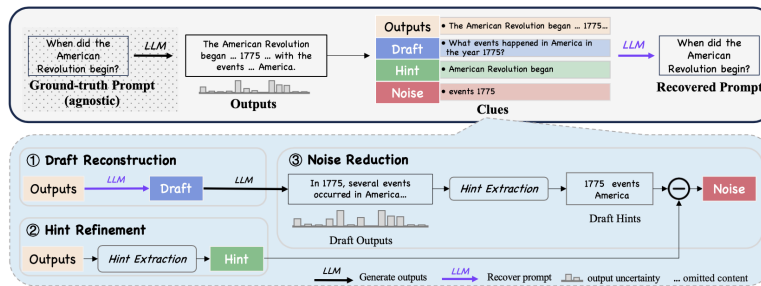 When did the
American
Revolution begin?
Ground-truth Prompt
(agnostic)
LLM
The American Revolution
began ... 1775 ... with the
events ... America.
Outputs
Outputs
• The American Revolution began ... 1775...
Draft
• What events happened in America in
the year 1775?
Hint
• American Revolution began
Noise
• events 1775
Clues
LLM
When did the
American
Revolution begin?
Recovered Prompt
① Draft Reconstruction
Outputs
LLM
Draft
LLM
② Hint Refinement
Outputs
Hint Extraction
Hint
③ Noise Reduction
In 1775, several events
occurred in America...
Draft Outputs
Hint Extraction
1775 events
America
Draft Hints
Noise
LLM
Generate outputs
LLM
Recover prompt
output uncertainty
... omitted content